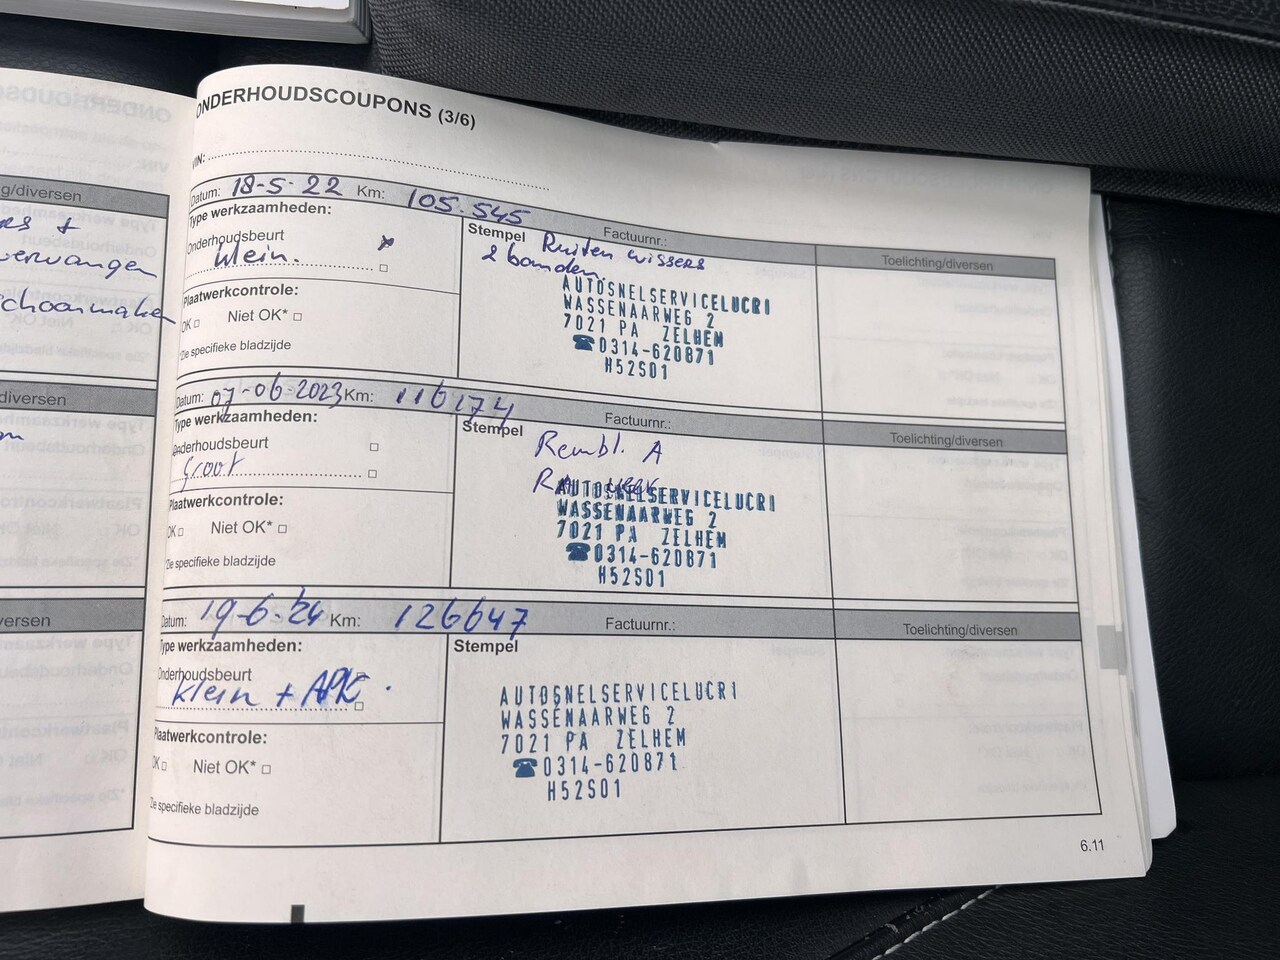 g/diversen
vervangen
schoonmaken
diversen
versen
ONDERHOUDSCOUPONS (3/6)
VIN:
Datum: 18-5-22 Km: 105.545
Type werkzaamheden:
Onderhoudsbeurt
klein.
Plaatwerkcontrole:
OK Niet OK*
*Zie specifieke bladzijde
Factuurnr.:
Stempel Ruiten wissers
2 banden.
AUTOSNELSERVICELUCRI
WASSENAARWEG 2
7021 PA ZELHEM
☎0314-620871
H52S01
Toelichting/diversen
Datum: 07-06-2023 Km: 116174
Type werkzaamheden:
Onderhoudsbeurt
Groot
Plaatwerkcontrole:
OK Niet OK*
*Zie specifieke bladzijde
Factuurnr.:
Stempel
Rembl. A
AUTOSNELSERVICELUCRI
WASSENAARWEG 2
7021 PA ZELHEM
☎0314-620871
H52S01
Toelichting/diversen
Datum: 19-6-'24 Km: 126647
Type werkzaamheden:
Onderhoudsbeurt
klein + APK.
Plaatwerkcontrole:
OK Niet OK*
*Zie specifieke bladzijde
Factuurnr.:
Stempel
AUTOSNELSERVICELUCRI
WASSENAARWEG 2
7021 PA ZELHEM
☎0314-620871
H52S01
Toelichting/diversen
6.11